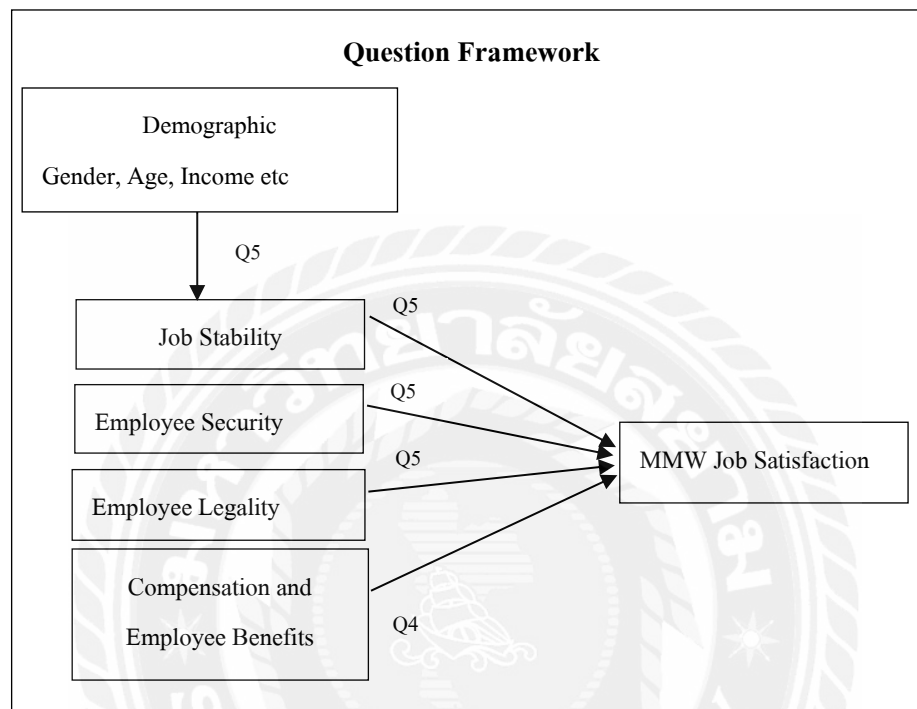 Question Framework
Demographic
Gender, Age, Income etc
Q5
Job Stability
Q5
Employee Security
Q5
Employee Legality
Q5
Compensation and
Employee Benefits
Q4
MMW Job Satisfaction